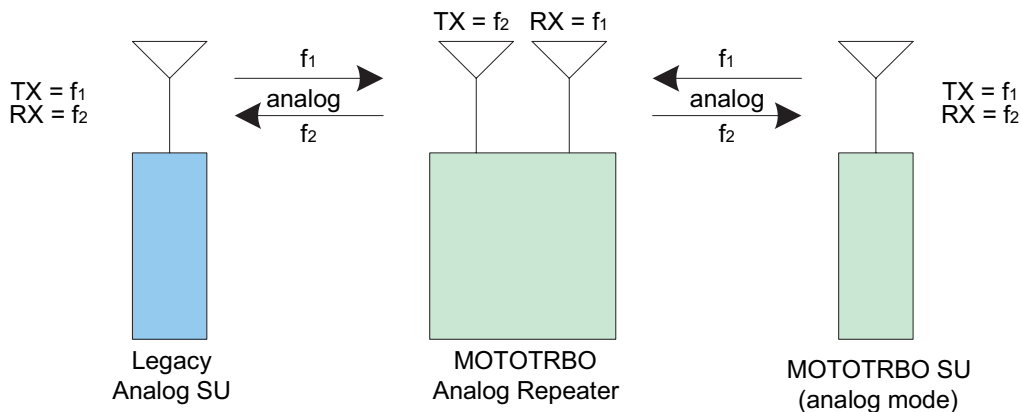 TX = f₂
RX = f₁
TX = f₁
RX = f₂
f₁
analog
f₂
f₁
analog
f₂
TX = f₁
RX = f₂
Legacy
Analog SU
MOTOTRBO
Analog Repeater
MOTOTRBO SU
(analog mode)